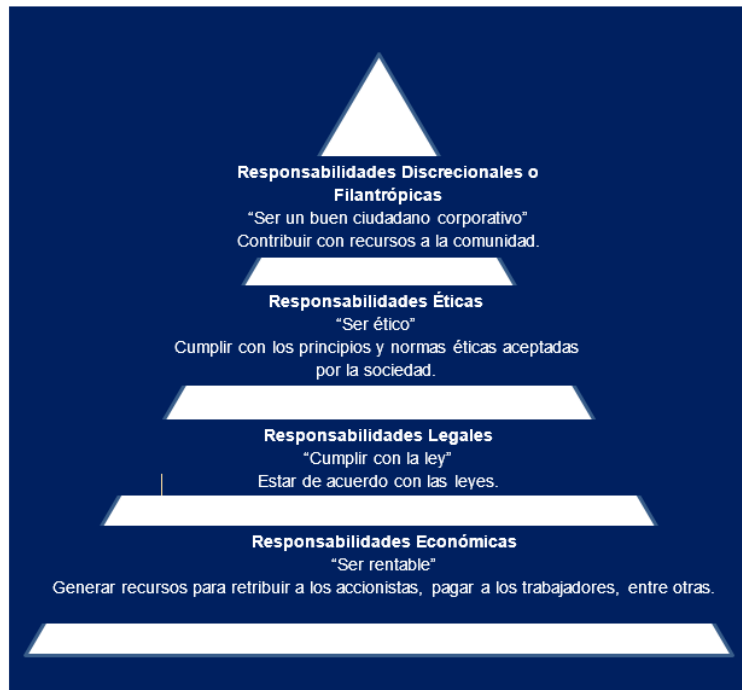 Responsabilidades Discrecionales o
Filantrópicas
“Ser un buen ciudadano corporativo”
Contribuir con recursos a la comunidad.
Responsabilidades Éticas
“Ser ético”
Cumplir con los principios y normas éticas aceptadas
por la sociedad.
Responsabilidades Legales
“Cumplir con la ley”
Estar de acuerdo con las leyes.
Responsabilidades Económicas
“Ser rentable”
Generar recursos para retribuir a los accionistas, pagar a los trabajadores, entre otras.